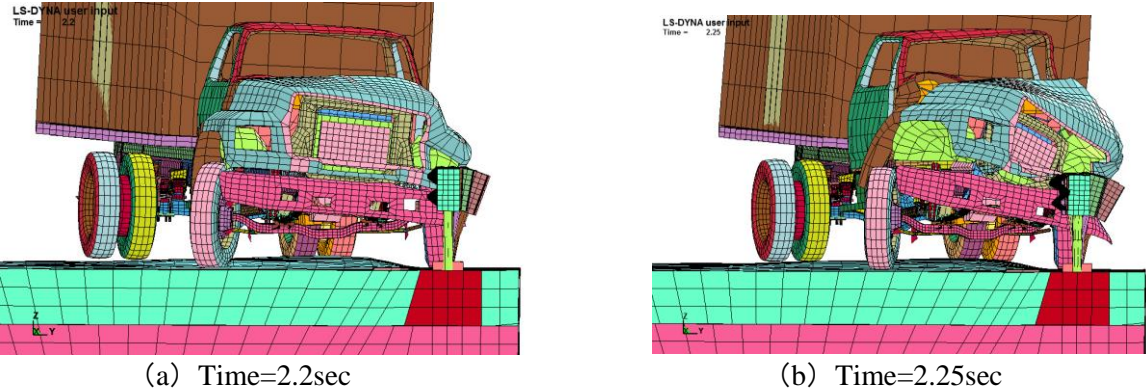 LS-DYNA user input
Time = 2.2
Z
X Y
(a) Time=2.2sec
LS-DYNA user input
Time = 2.25
Z
X Y
(b) Time=2.25sec